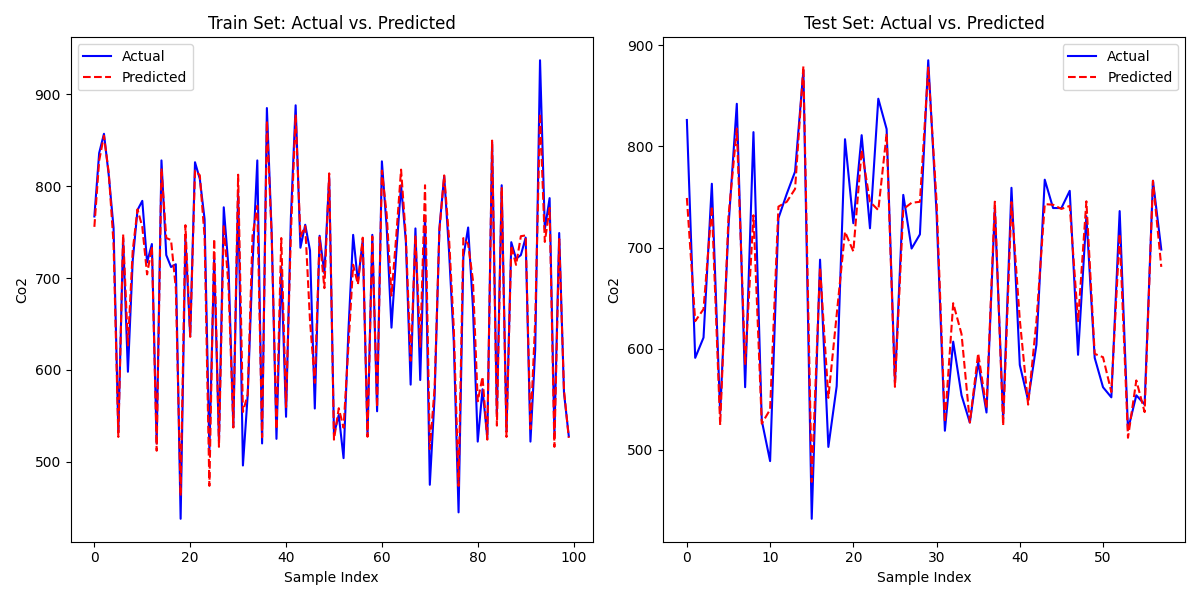 Train Set: Actual vs. Predicted
Actual
Predicted
Co2
900
800
700
600
500
0
20
40
60
80
100
Sample Index
Test Set: Actual vs. Predicted
Actual
Predicted
Co2
900
800
700
600
500
0
10
20
30
40
50
Sample Index